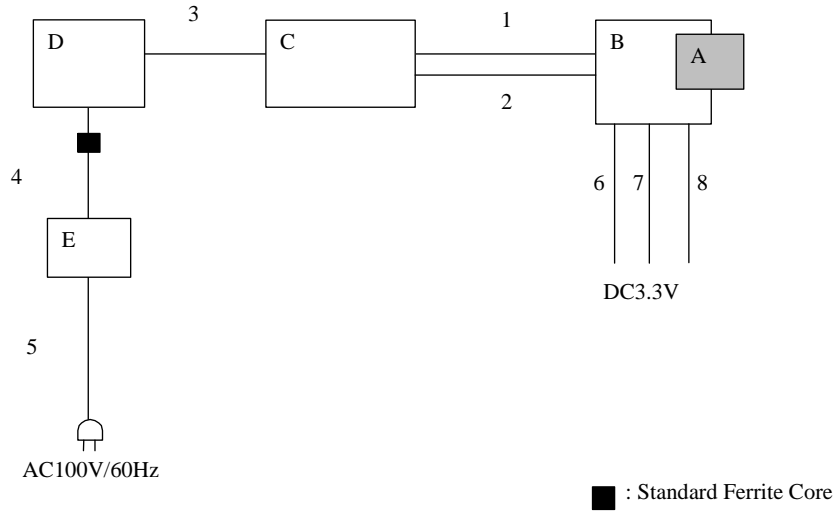 3
1
D
C
B
A
2
4
6
7
8
E
DC3.3V
5
AC100V/60Hz
: Standard Ferrite Core